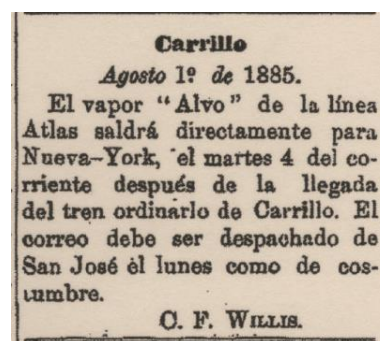 Carrillo
Agosto 1º de 1885.
El vapor "Alvo" de la línea
Atlas saldrá directamente para
Nueva-York, el martes 4 del co-
rriente después de la llegada
del tren ordinarlo de Carrillo. El
correo debe ser despachado de
San José èl lunes como de cos-
tumbre.
C. F. WILLIS.